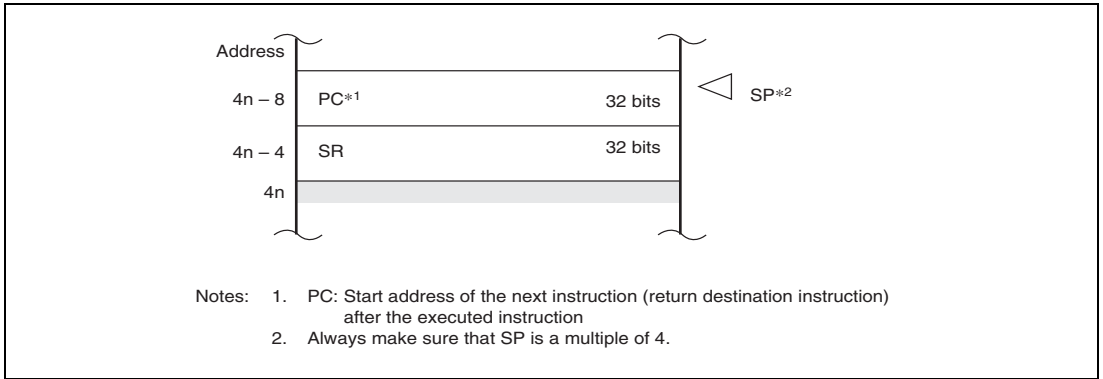 Address
4n – 8 PC*1 32 bits SP*2
4n – 4 SR 32 bits
4n
Notes: 1. PC: Start address of the next instruction (return destination instruction)
after the executed instruction
2. Always make sure that SP is a multiple of 4.